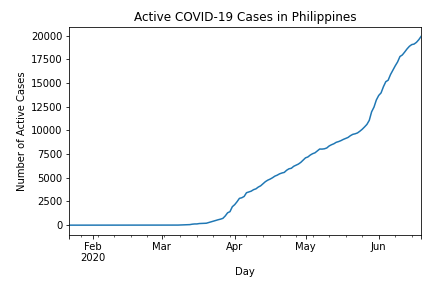 Active COVID-19 Cases in Philippines
20000
17500
15000
12500
10000
7500
5000
2500
0
Number of Active Cases
Feb
2020
Mar
Apr
May
Jun
Day